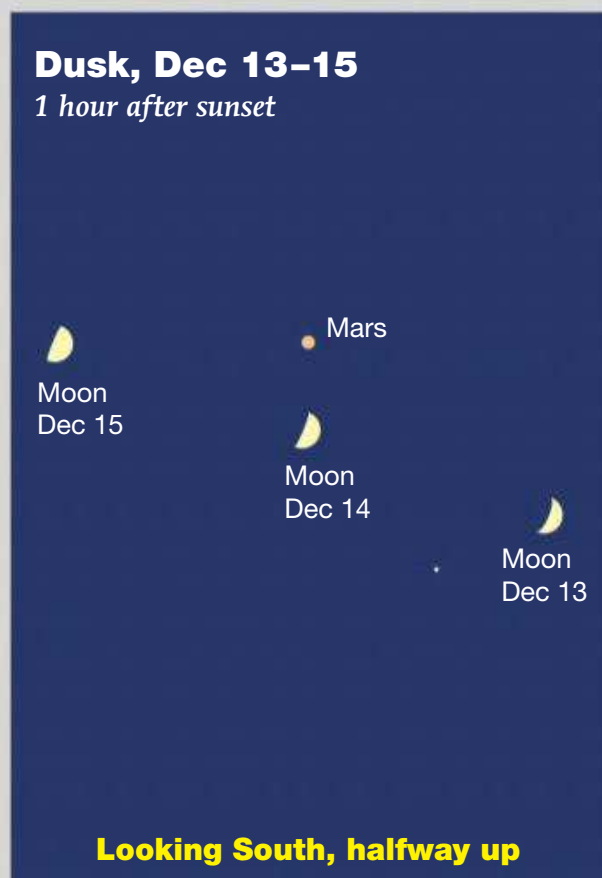 Dusk, Dec 13–15
1 hour after sunset
Mars
Moon
Dec 15
Moon
Dec 14
Moon
Dec 13
Looking South, halfway up